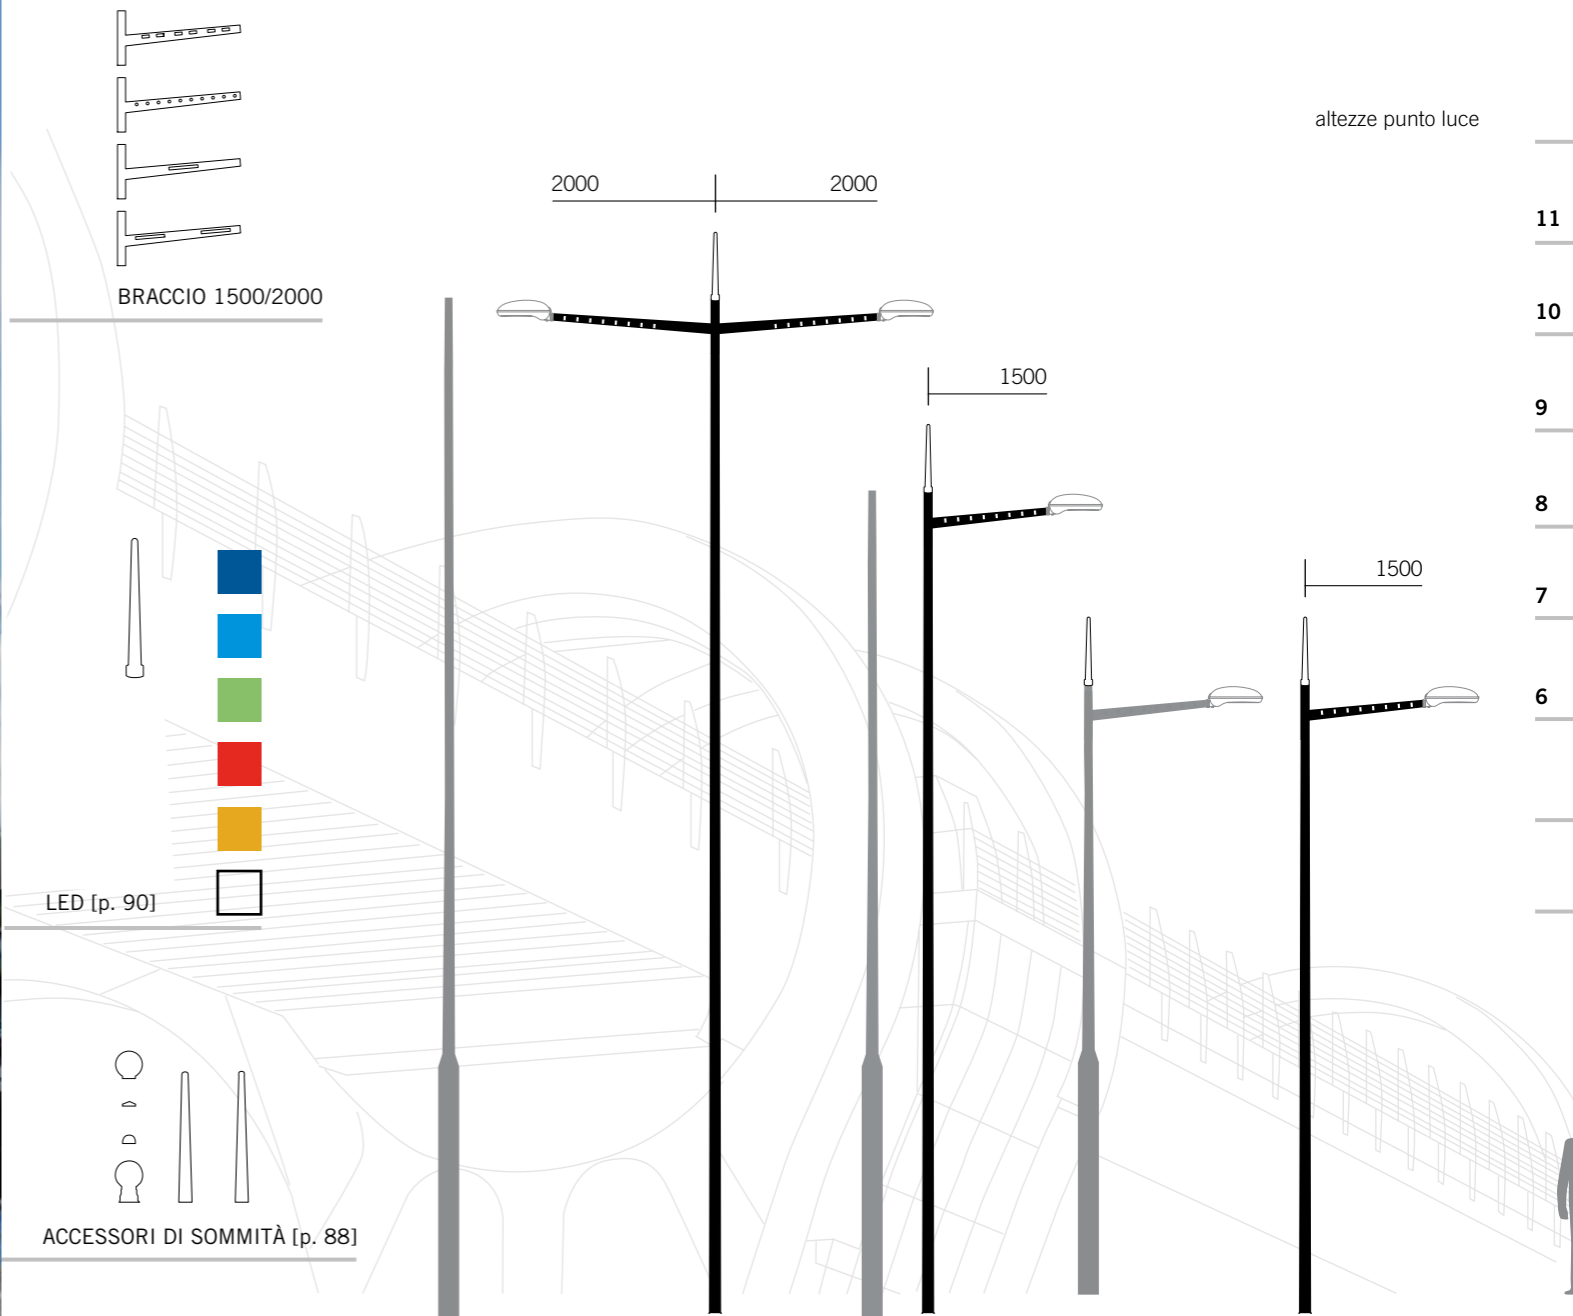 BRACCIO 1500/2000
LED [p. 90]
ACCESSORI DI SOMMITÀ [p. 88]
2000 2000
1500
1500
altezze punto luce
11
10
9
8
7
6